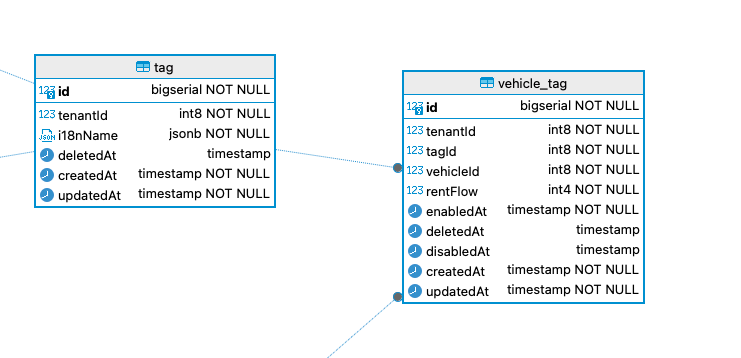 tag
123 id bigserial NOT NULL
123 tenantId int8 NOT NULL
JSON i18nName jsonb NOT NULL
deletedAt timestamp
createdAt timestamp NOT NULL
updatedAt timestamp NOT NULL
vehicle_tag
123 id bigserial NOT NULL
123 tenantId int8 NOT NULL
123 tagId int8 NOT NULL
123 vehicleId int8 NOT NULL
123 rentFlow int4 NOT NULL
enabledAt timestamp NOT NULL
deletedAt timestamp
disabledAt timestamp
createdAt timestamp NOT NULL
updatedAt timestamp NOT NULL